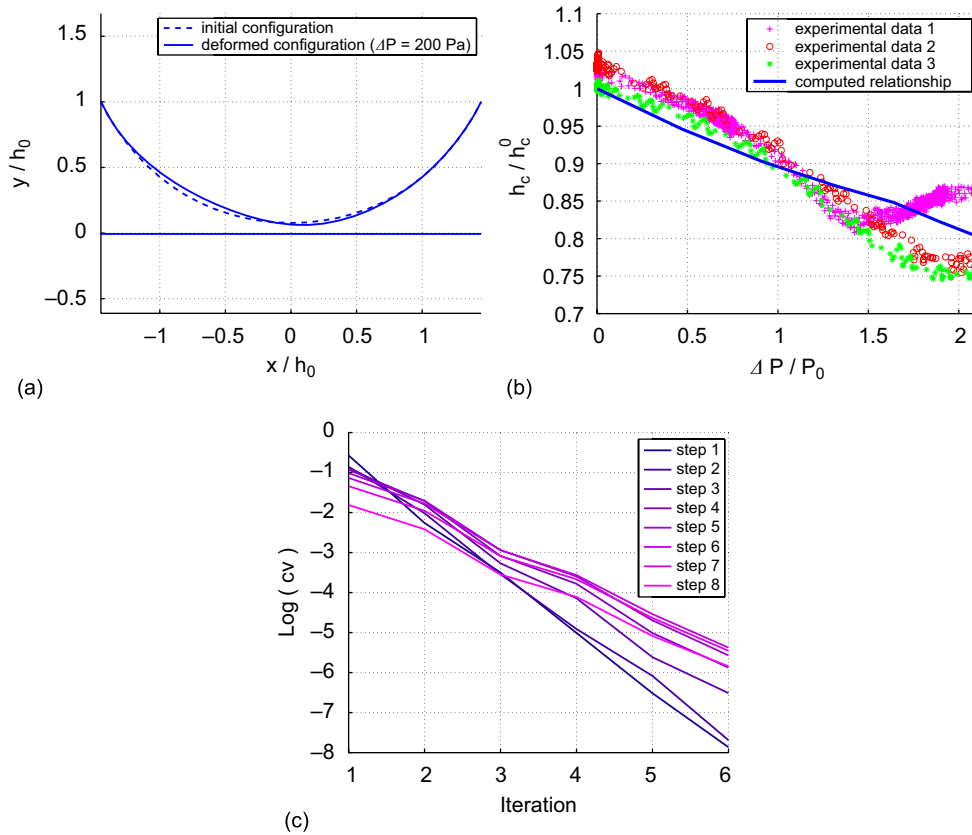 initial configuration
deformed configuration (ΔP = 200 Pa)
1.5
1
0.5
0
–0.5
y / h0
–1
–0.5
0
0.5
1
x / h0
(a)
experimental data 1
experimental data 2
experimental data 3
computed relationship
1.1
1.05
1
0.95
0.9
0.85
0.8
0.75
0.7
hc / hc0
0
0.5
1
1.5
2
Δ P / P0
(b)
step 1
step 2
step 3
step 4
step 5
step 6
step 7
step 8
0
–1
–2
–3
–4
–5
–6
–7
–8
Log ( cv )
1
2
3
4
5
6
Iteration
(c)